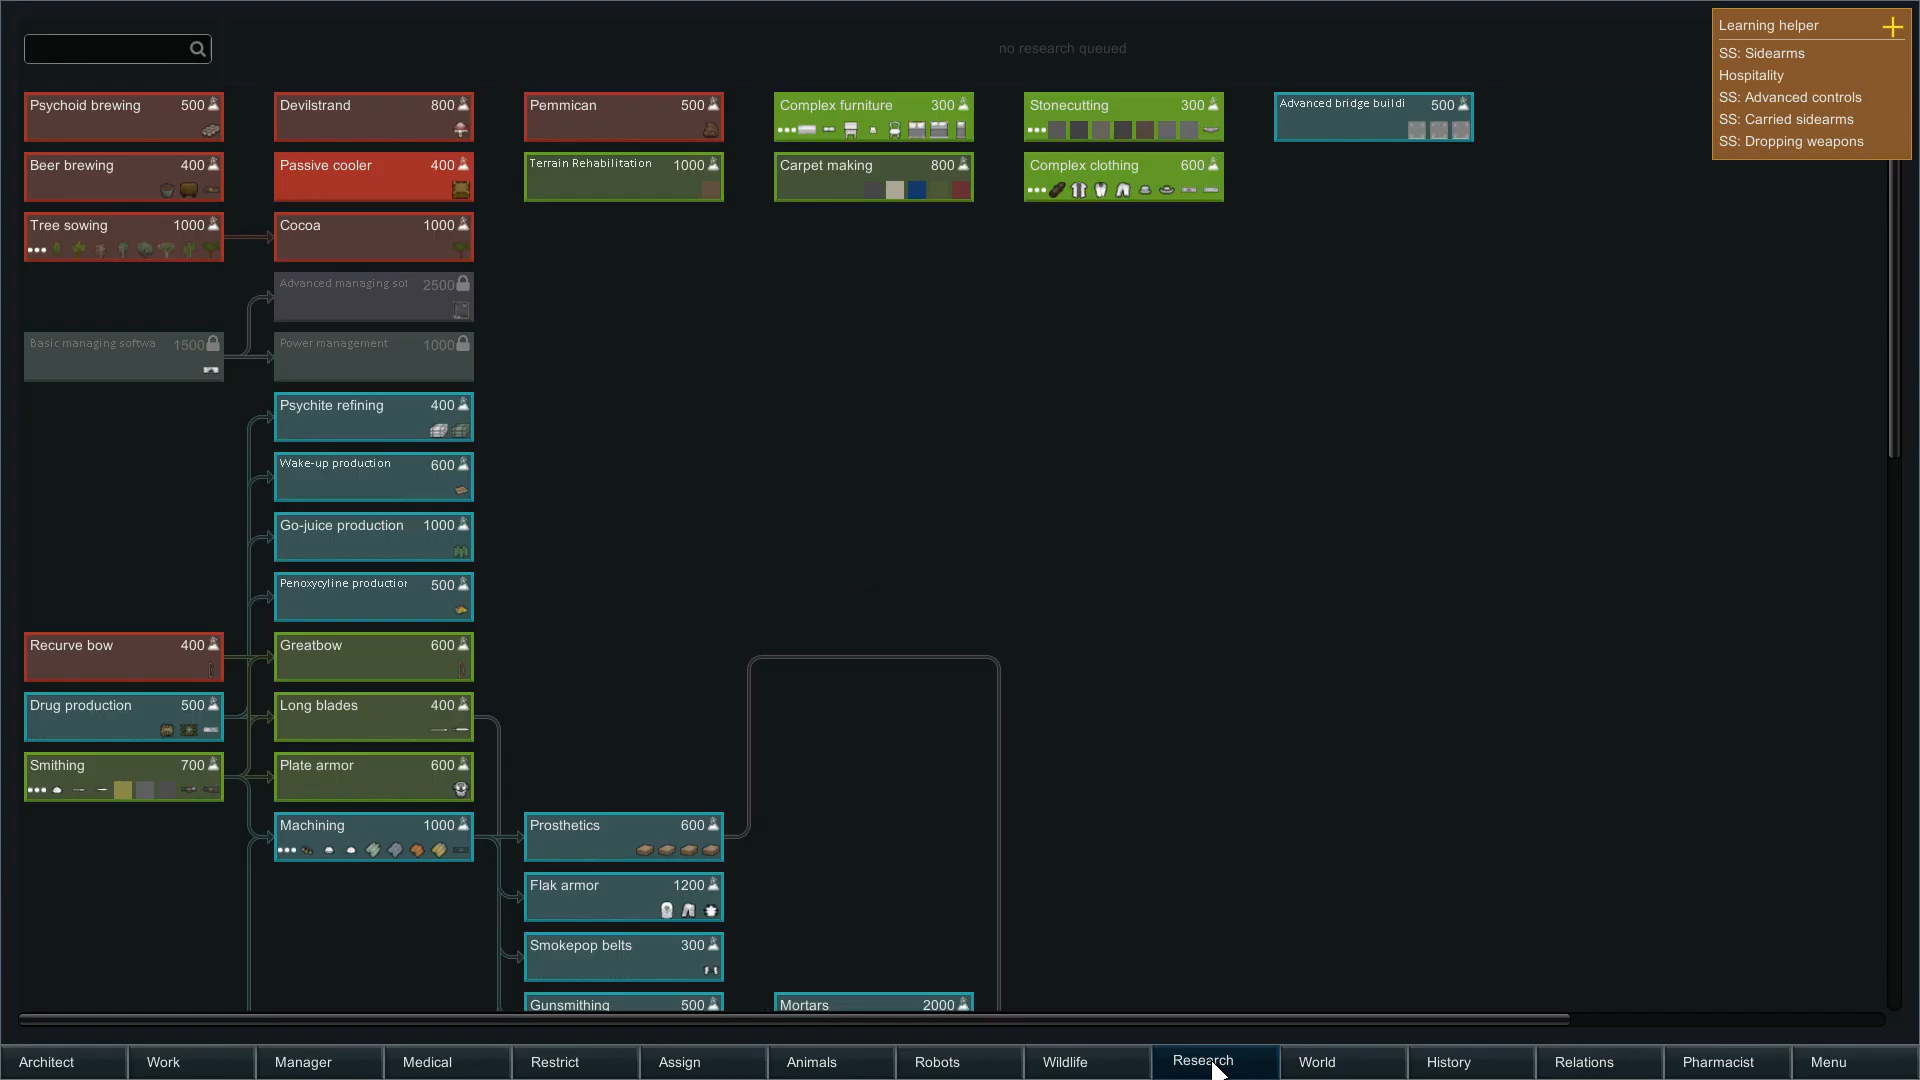 no research queued
Learning helper
SS: Sidearms
Hospitality
SS: Advanced controls
SS: Carried sidearms
SS: Dropping weapons
Psychoid brewing 500
Devilstrand 800
Pemmican 500
Complex furniture 300
Stonecutting 300
Advanced bridge buildi 500
Beer brewing 400
Passive cooler 400
Terrain Rehabilitation 1000
Carpet making 800
Complex clothing 600
Tree sowing 1000
Cocoa 1000
Advanced managing sof 2500
Basic managing softwa 1500
Power management 1000
Psychite refining 400
Wake-up production 600
Go-juice production 1000
Penoxycyline production 500
Recurve bow 400
Greatbow 600
Drug production 500
Long blades 400
Smithing 700
Plate armor 600
Machining 1000
Prosthetics 600
Flak armor 1200
Smokepop belts 300
Gunsmithing 500
Mortars 2000
Architect
Work
Manager
Medical
Restrict
Assign
Animals
Robots
Wildlife
Research
World
History
Relations
Pharmacist
Menu